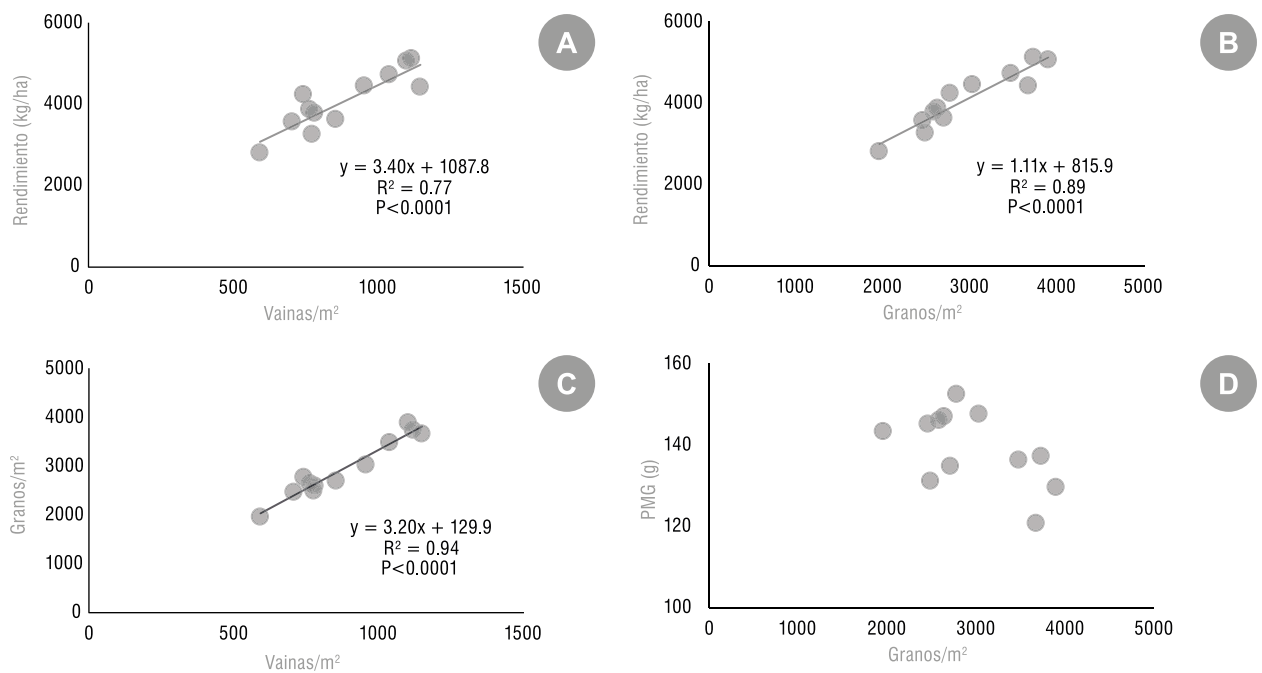 A
Rendimiento (kg/ha)
6000
4000
2000
0
y = 3.40x + 1087.8
R² = 0.77
P<0.0001
0 500 1000 1500
Vainas/m²
B
Rendimiento (kg/ha)
6000
4000
2000
0
y = 1.11x + 815.9
R² = 0.89
P<0.0001
0 1000 2000 3000 4000 5000
Granos/m²
C
Granos/m²
5000
4000
3000
2000
1000
0
y = 3.20x + 129.9
R² = 0.94
P<0.0001
0 500 1000 1500
Vainas/m²
D
PMG (g)
160
140
120
100
0 1000 2000 3000 4000 5000
Granos/m²